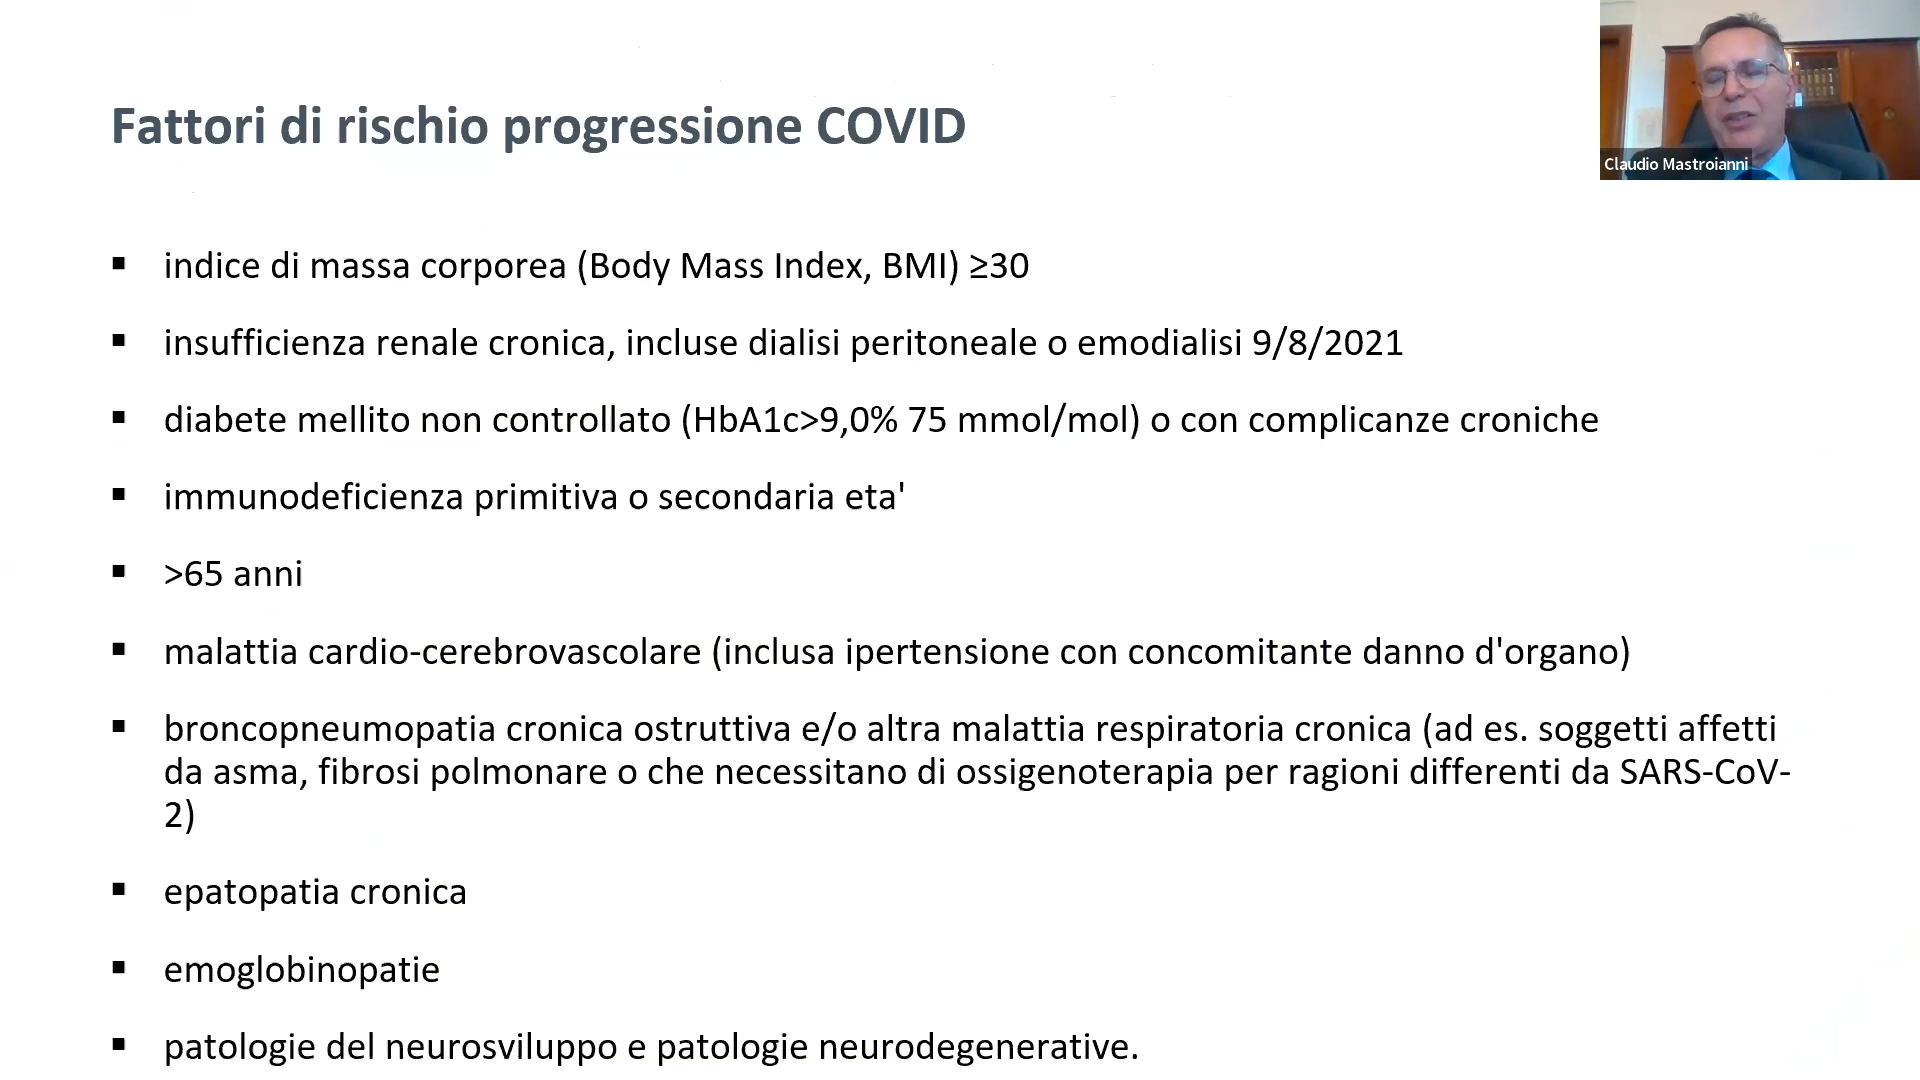 Fattori di rischio progressione COVID
Claudio Mastroianni
▪ indice di massa corporea (Body Mass Index, BMI) ≥30
▪ insufficienza renale cronica, incluse dialisi peritoneale o emodialisi 9/8/2021
▪ diabete mellito non controllato (HbA1c>9,0% 75 mmol/mol) o con complicanze croniche
▪ immunodeficienza primitiva o secondaria eta'
▪ >65 anni
▪ malattia cardio-cerebrovascolare (inclusa ipertensione con concomitante danno d'organo)
▪ broncopneumopatia cronica ostruttiva e/o altra malattia respiratoria cronica (ad es. soggetti affetti
da asma, fibrosi polmonare o che necessitano di ossigenoterapia per ragioni differenti da SARS-CoV-
2)
▪ epatopatia cronica
▪ emoglobinopatie
▪ patologie del neurosviluppo e patologie neurodegenerative.